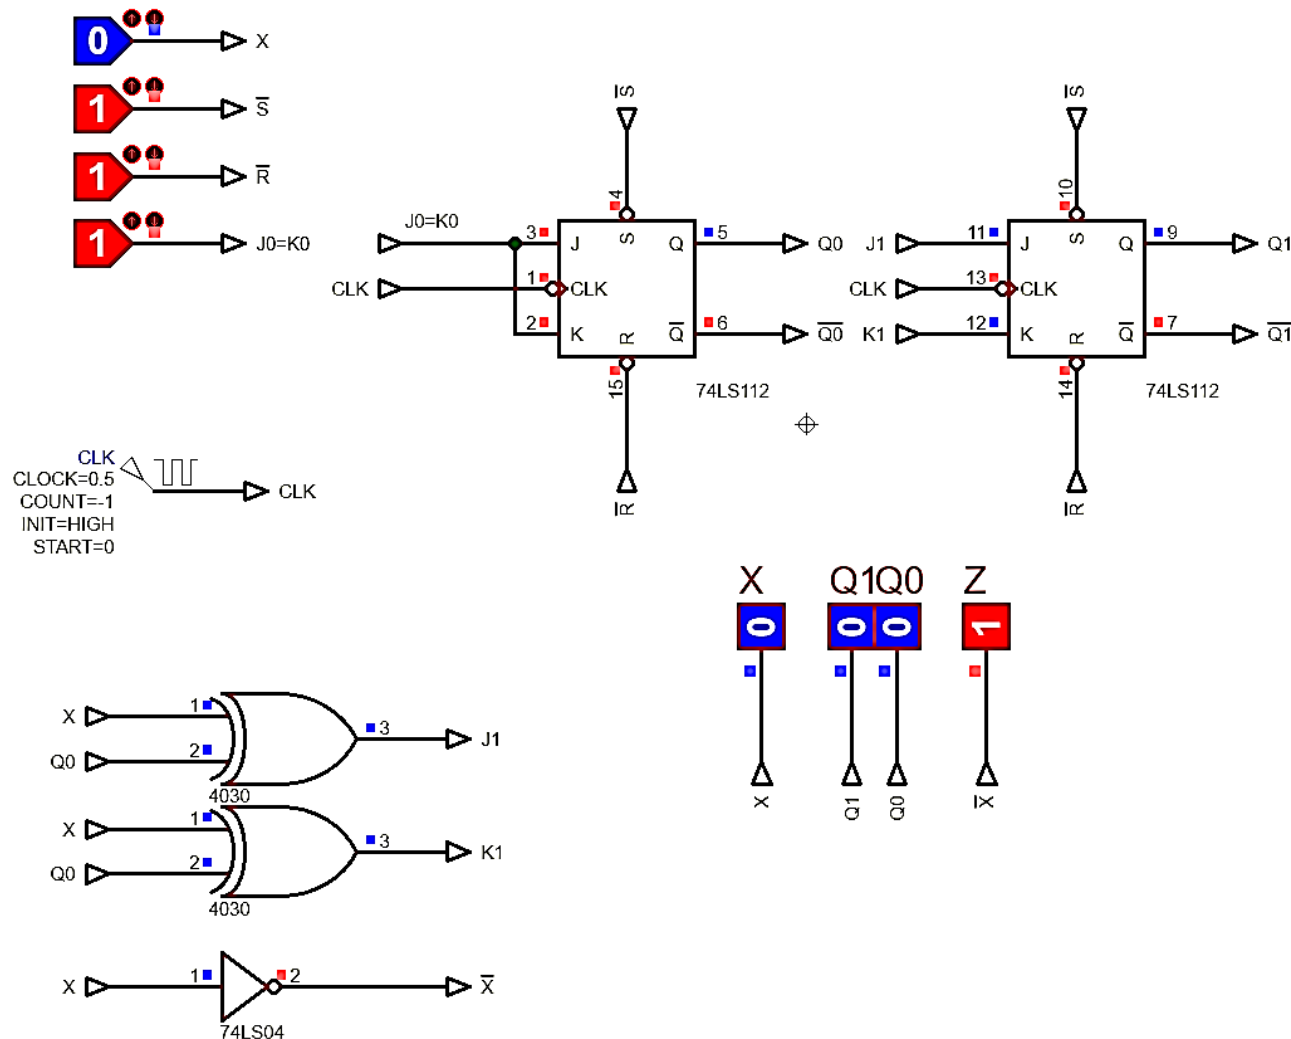 0 X
1 S̅
1 R̅
1 J0=K0
S̅
4
J0=K0
3 J S Q 5 Q0
CLK 1 CLK
2 K R Q̅ 6 Q̅0̅
15
74LS112
R̅
S̅
10
J1 11 J S Q 9 Q1
CLK 13 CLK
K1 12 K R Q̅ 7 Q̅1̅
14
74LS112
R̅
CLK
CLOCK=0.5
COUNT=-1
INIT=HIGH
START=0
CLK
X Q1Q0 Z
0 0 0 1
X Q1 Q0 X̅
X 1 3 J1
Q0 2
4030
X 1 3 K1
Q0 2
4030
X 1 2 X̅
74LS04